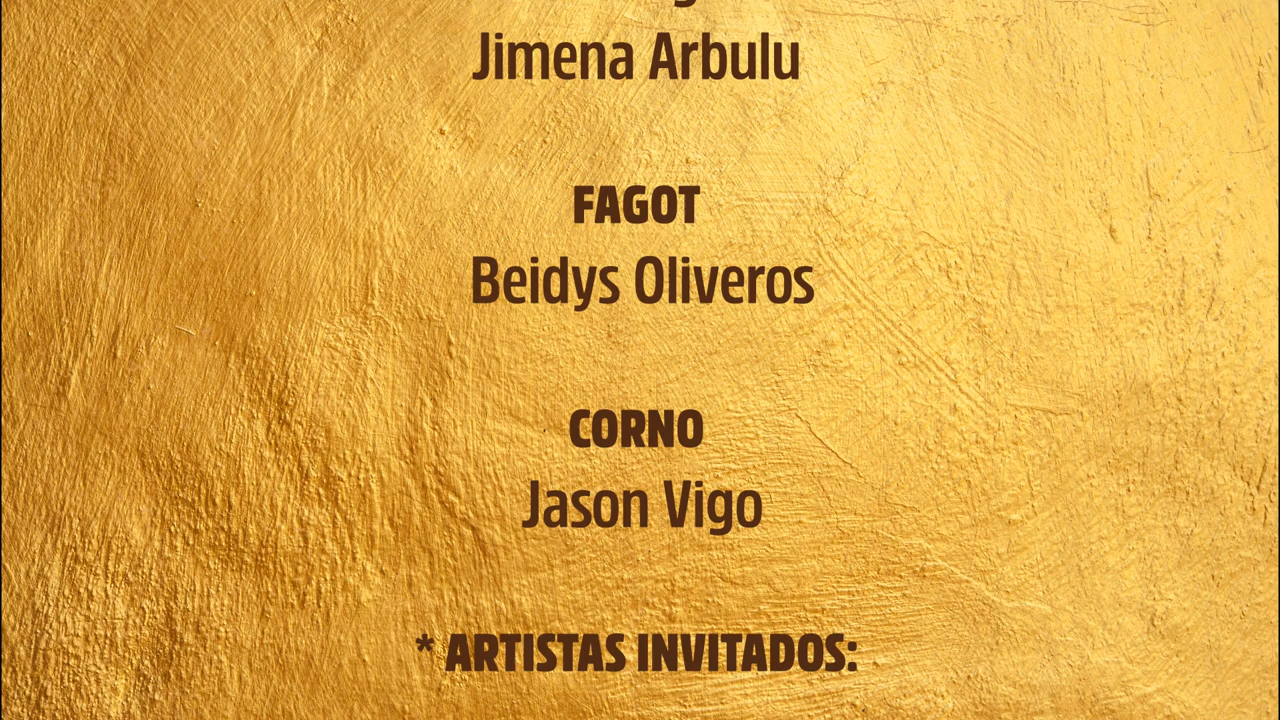 Jimena Arbulu
FAGOT
Beidys Oliveros
CORNO
Jason Vigo
* ARTISTAS INVITADOS: